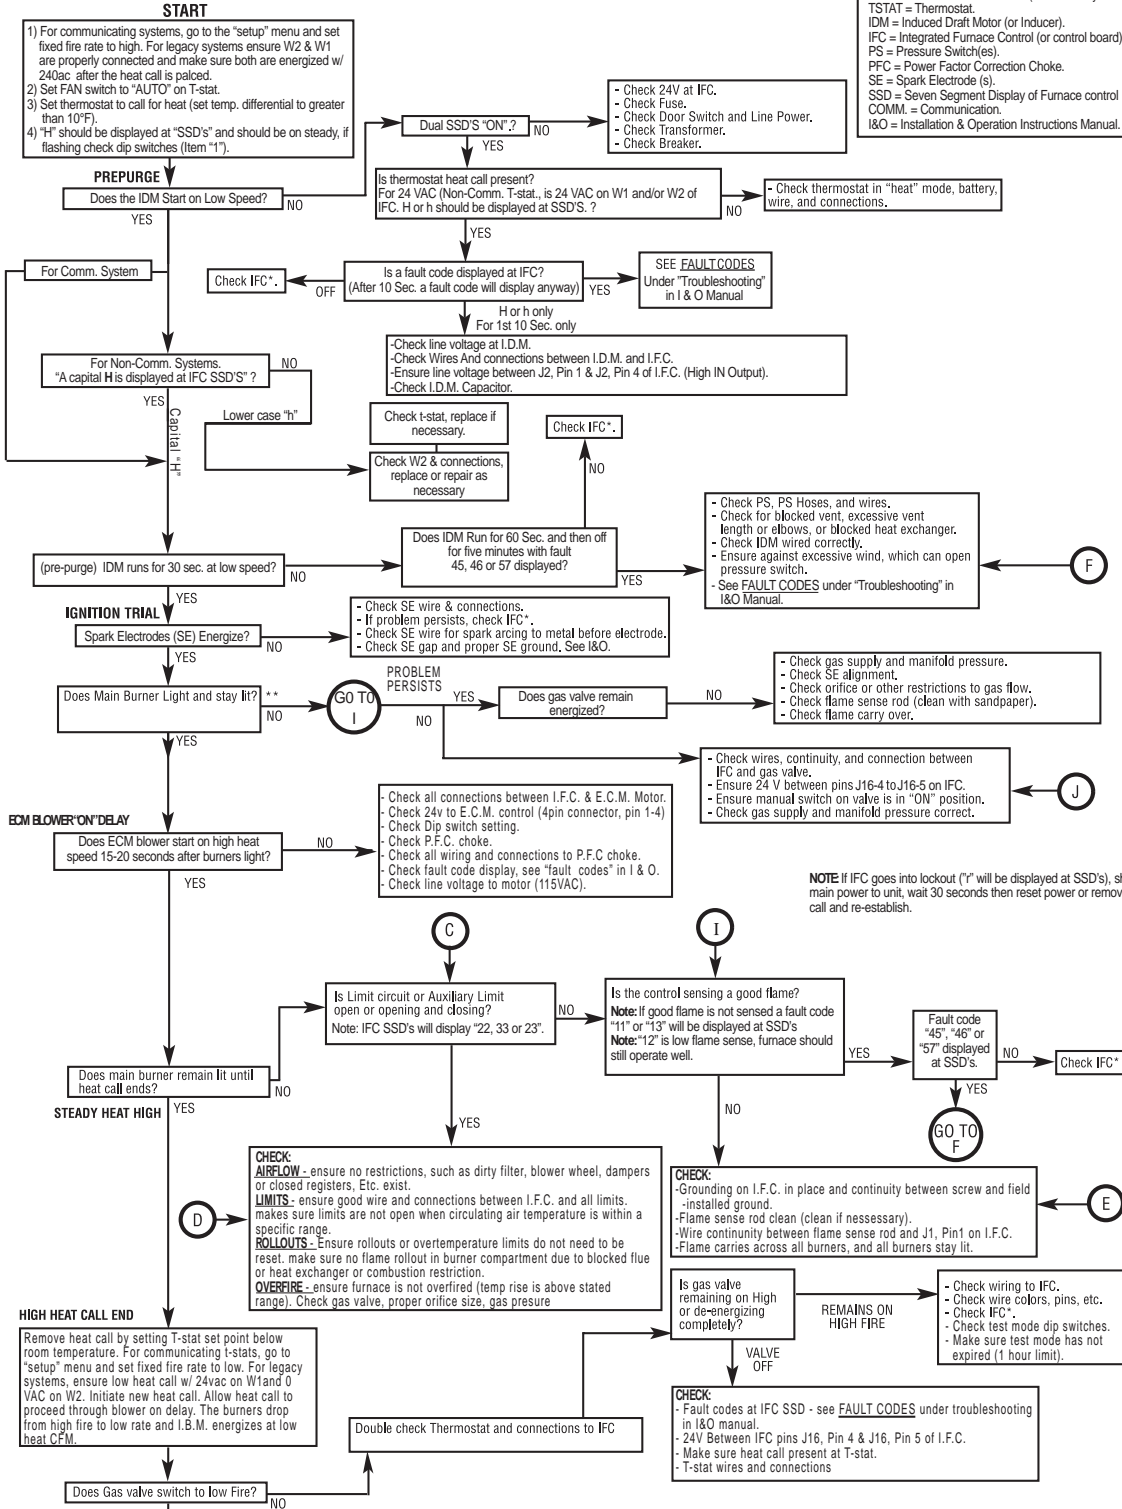 START
1) For communicating systems, go to the “setup” menu and set
fixed fire rate to high. For legacy systems ensure W2 & W1
are properly connected and make sure both are energized w/
240ac after the heat call is palced.
2) Set FAN switch to “AUTO” on T-stat.
3) Set thermostat to call for heat (set temp. differential to greater
than 10°F).
4) “H” should be displayed at “SSD’s” and should be on steady, if
flashing check dip switches (Item “1”).
TSTAT = Thermostat.
IDM = Induced Draft Motor (or Inducer).
IFC = Integrated Furnace Control (or control board)
PS = Pressure Switch(es).
PFC = Power Factor Correction Choke.
SE = Spark Electrode (s).
SSD = Seven Segment Display of Furnace control
COMM. = Communication.
I&O = Installation & Operation Instructions Manual.
Dual SSD’S “ON”.?
NO
YES
- Check 24V at IFC.
- Check Fuse.
- Check Door Switch and Line Power.
- Check Transformer.
- Check Breaker.
PREPURGE
Does the IDM Start on Low Speed?
NO
YES
Is thermostat heat call present?
For 24 VAC (Non-Comm. T-stat., is 24 VAC on W1 and/or W2 of
IFC. H or h should be displayed at SSD’S. ?
NO
YES
- Check thermostat in “heat” mode, battery,
wire, and connections.
For Comm. System
Check IFC*.
OFF
Is a fault code displayed at IFC?
(After 10 Sec. a fault code will display anyway)
YES
SEE FAULT CODES
Under "Troubleshooting"
in I & O Manual
H or h only
For 1st 10 Sec. only
-Check line voltage at I.D.M.
-Check Wires And connections between I.D.M. and I.F.C.
-Ensure line voltage between J2, Pin 1 & J2, Pin 4 of I.F.C. (High IN Output).
-Check I.D.M. Capacitor.
For Non-Comm. Systems.
“A capital H is displayed at IFC SSD’S” ?
NO
YES
Capital “H”
Lower case “h”
Check t-stat, replace if
necessary.
Check W2 & connections,
replace or repair as
necessary
Check IFC*.
NO
Does IDM Run for 60 Sec. and then off
for five minutes with fault
45, 46 or 57 displayed?
YES
- Check PS, PS Hoses, and wires.
- Check for blocked vent, excessive vent
length or elbows, or blocked heat exchanger.
- Check IDM wired correctly.
- Ensure against excessive wind, which can open
pressure switch.
- See FAULT CODES under “Troubleshooting” in
I&O Manual.
F
(pre-purge) IDM runs for 30 sec. at low speed?
NO
YES
IGNITION TRIAL
Spark Electrodes (SE) Energize?
NO
YES
- Check SE wire & connections.
- If problem persists, check IFC*.
- Check SE wire for spark arcing to metal before electrode.
- Check SE gap and proper SE ground. See I&O.
Does Main Burner Light and stay lit?
**
NO
YES
GO TO
I
PROBLEM
PERSISTS
YES
NO
Does gas valve remain
energized?
NO
- Check gas supply and manifold pressure.
- Check SE alignment.
- Check orifice or other restrictions to gas flow.
- Check flame sense rod (clean with sandpaper).
- Check flame carry over.
- Check wires, continuity, and connection between
IFC and gas valve.
- Ensure 24 V between pins J16-4 to J16-5 on IFC.
- Ensure manual switch on valve is in “ON” position.
- Check gas supply and manifold pressure correct.
J
ECM BLOWER “ON” DELAY
Does ECM blower start on high heat
speed 15-20 seconds after burners light?
NO
YES
- Check all connections between I.F.C. & E.C.M. Motor.
- Check 24v to E.C.M. control (4pin connector, pin 1-4)
- Check Dip switch setting.
- Check P.F.C. choke.
- Check all wiring and connections to P.F.C choke.
- Check fault code display, see “fault codes” in I & O.
- Check line voltage to motor (115VAC).
NOTE: If IFC goes into lockout ("r" will be displayed at SSD’s), sh
main power to unit, wait 30 seconds then reset power or remov
call and re-establish.
C
Is Limit circuit or Auxiliary Limit
open or opening and closing?
Note: IFC SSD’s will display “22, 33 or 23”.
NO
YES
I
Is the control sensing a good flame?
Note: If good flame is not sensed a fault code
“11” or “13” will be displayed at SSD’s
Note: “12” is low flame sense, furnace should
still operate well.
YES
NO
Fault code
“45”, “46” or
“57” displayed
at SSD’s.
NO
Check IFC*
YES
GO TO
F
Does main burner remain lit until
heat call ends?
NO
YES
STEADY HEAT HIGH
D
CHECK:
AIRFLOW - ensure no restrictions, such as dirty filter, blower wheel, dampers
or closed registers, Etc. exist.
LIMITS - ensure good wire and connections between I.F.C. and all limits.
makes sure limits are not open when circulating air temperature is within a
specific range.
ROLLOUTS - Ensure rollouts or overtemperature limits do not need to be
reset. make sure no flame rollout in burner compartment due to blocked flue
or heat exchanger or combustion restriction.
OVERFIRE - ensure furnace is not overfired (temp rise is above stated
range). Check gas valve, proper orifice size, gas presure
CHECK:
-Grounding on I.F.C. in place and continuity between screw and field
-installed ground.
-Flame sense rod clean (clean if nessessary).
-Wire continuity between flame sense rod and J1, Pin1 on I.F.C.
-Flame carries across all burners, and all burners stay lit.
E
HIGH HEAT CALL END
Remove heat call by setting T-stat set point below
room temperature. For communicating t-stats, go to
“setup” menu and set fixed fire rate to low. For legacy
systems, ensure low heat call w/ 24vac on W1and 0
VAC on W2. Initiate new heat call. Allow heat call to
proceed through blower on delay. The burners drop
from high fire to low rate and I.B.M. energizes at low
heat CFM.
Is gas valve
remaining on High
or de-energizing
completely?
REMAINS ON
HIGH FIRE
- Check wiring to IFC.
- Check wire colors, pins, etc.
- Check IFC*.
- Check test mode dip switches.
- Make sure test mode has not
expired (1 hour limit).
VALVE
OFF
CHECK:
- Fault codes at IFC SSD - see FAULT CODES under troubleshooting
in I&O manual.
- 24V Between IFC pins J16, Pin 4 & J16, Pin 5 of I.F.C.
- Make sure heat call present at T-stat.
- T-stat wires and connections
Double check Thermostat and connections to IFC
Does Gas valve switch to low Fire?
NO